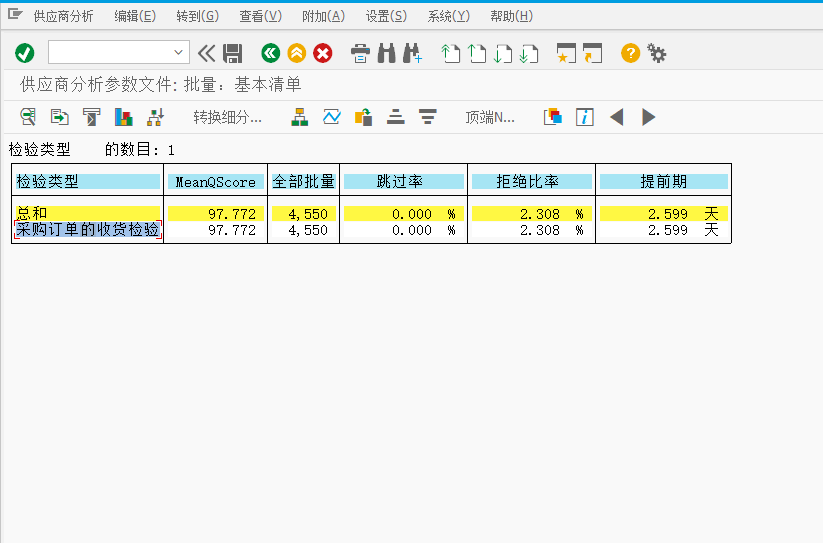 供应商分析 编辑(E) 转到(G) 查看(V) 附加(A) 设置(S) 系统(Y) 帮助(H)
供应商分析参数文件: 批量: 基本清单
转换细分... 顶端N...
检验类型 的数目: 1
检验类型 MeanQScore 全部批量 跳过率 拒绝比率 提前期
总和 97.772 4,550 0.000 % 2.308 % 2.599 天
采购订单的收货检验 97.772 4,550 0.000 % 2.308 % 2.599 天